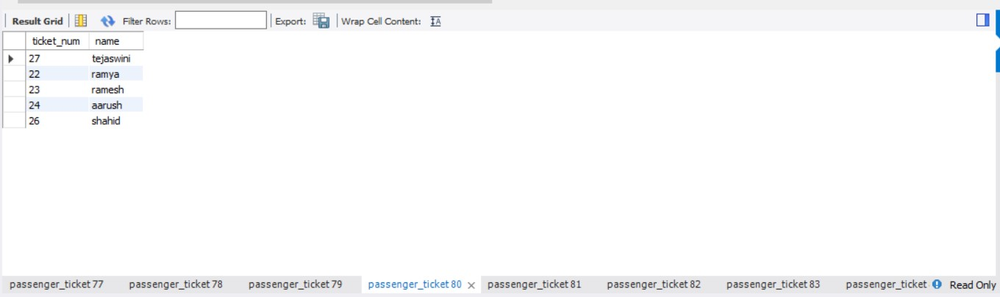 Result Grid Filter Rows: Export: Wrap Cell Content: IA
ticket_num name
27 tejaswini
22 ramya
23 ramesh
24 aarush
26 shahid
passenger_ticket 77 passenger_ticket 78 passenger_ticket 79 passenger_ticket 80 passenger_ticket 81 passenger_ticket 82 passenger_ticket 83 passenger_ticket Read Only